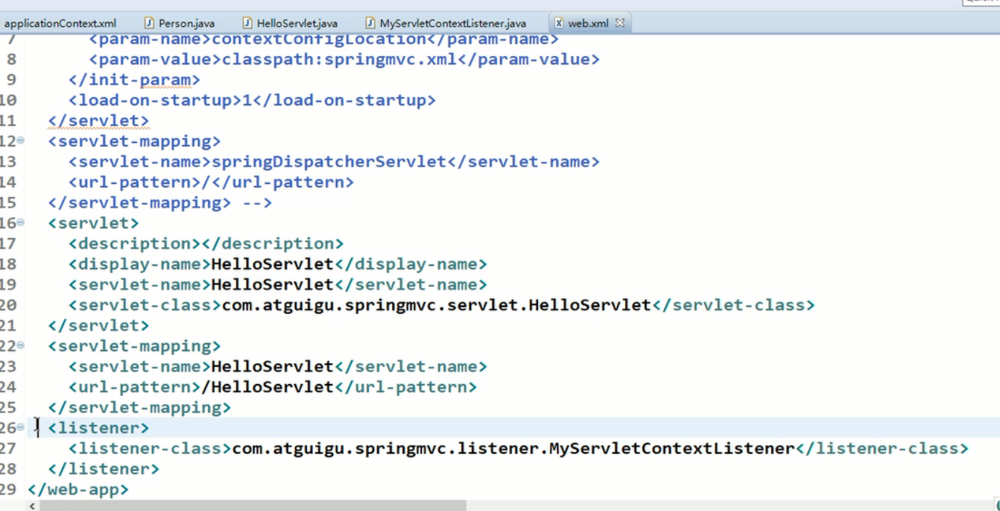 applicationContext.xml Person.java HelloServlet.java MyServletContextListener.java web.xml
7 <param-name>contextConfigLocation</param-name>
8 <param-value>classpath:springmvc.xml</param-value>
9 </init-param>
10 <load-on-startup>1</load-on-startup>
11 </servlet>
12 <servlet-mapping>
13 <servlet-name>springDispatcherServlet</servlet-name>
14 <url-pattern>/</url-pattern>
15 </servlet-mapping> -->
16 <servlet>
17 <description></description>
18 <display-name>HelloServlet</display-name>
19 <servlet-name>HelloServlet</servlet-name>
20 <servlet-class>com.atguigu.springmvc.servlet.HelloServlet</servlet-class>
21 </servlet>
22 <servlet-mapping>
23 <servlet-name>HelloServlet</servlet-name>
24 <url-pattern>/HelloServlet</url-pattern>
25 </servlet-mapping>
26 <listener>
27 <listener-class>com.atguigu.springmvc.listener.MyServletContextListener</listener-class>
28 </listener>
29 </web-app>